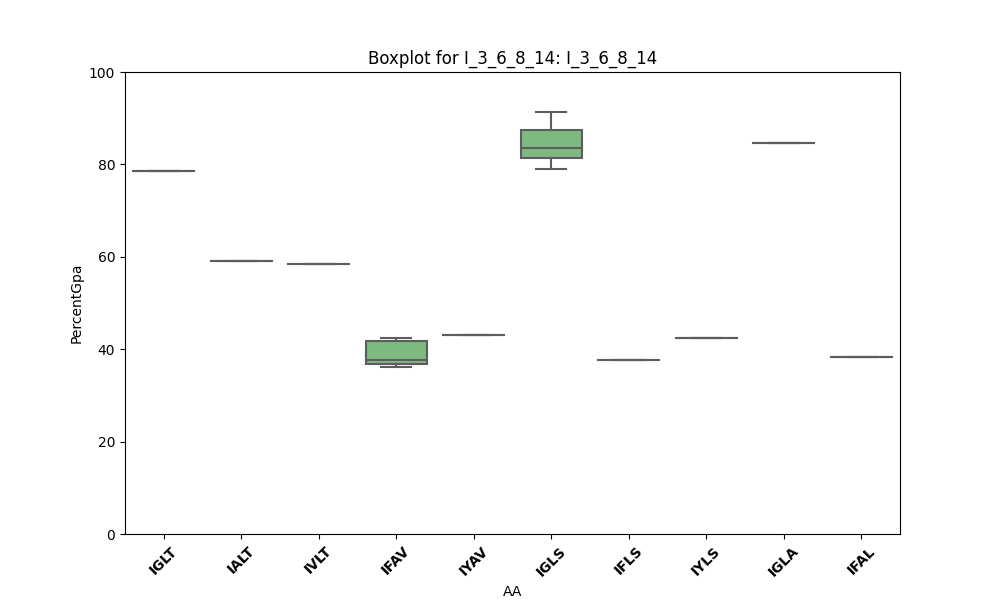 Boxplot for I_3_6_8_14: I_3_6_8_14
100
80
60
40
20
0
PercentGpa
IGLT
IALT
IVLT
IFAV
IYAV
IGLS
IFLS
IYLS
IGLA
IFAL
AA